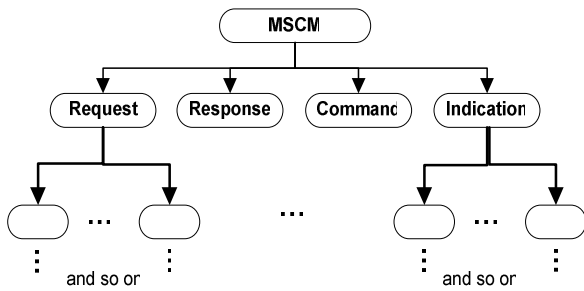 MSCM
Request Response Command Indication
... ... ...
and so or and so or